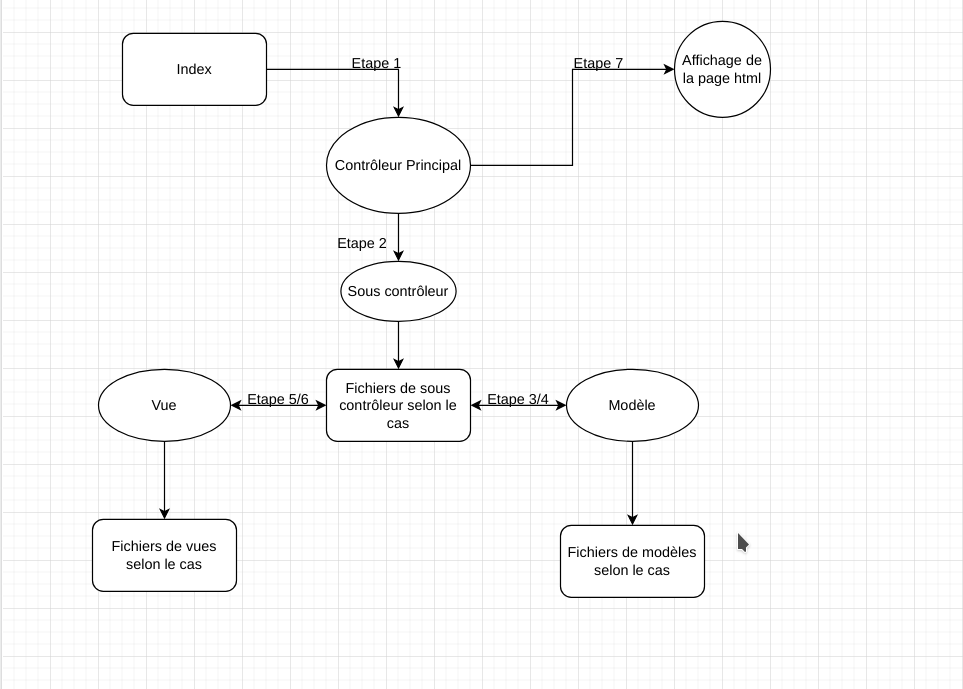 Index
Etape 1
Etape 7
Affichage de
la page html
Contrôleur Principal
Etape 2
Sous contrôleur
Vue
Etape 5/6
Fichiers de sous
contrôleur selon le
cas
Etape 3/4
Modèle
Fichiers de vues
selon le cas
Fichiers de modèles
selon le cas